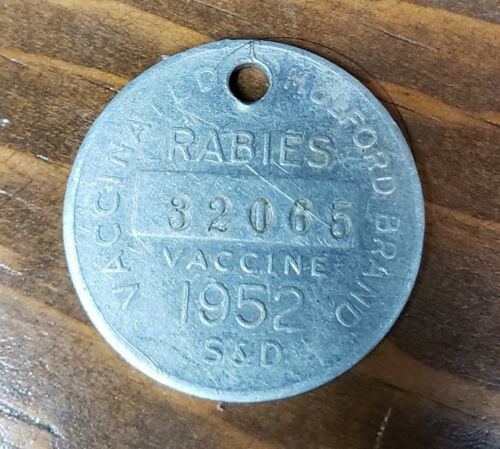 VACCINATED MULFORD BRAND
RABIES
32065
VACCINE
1952
S&D